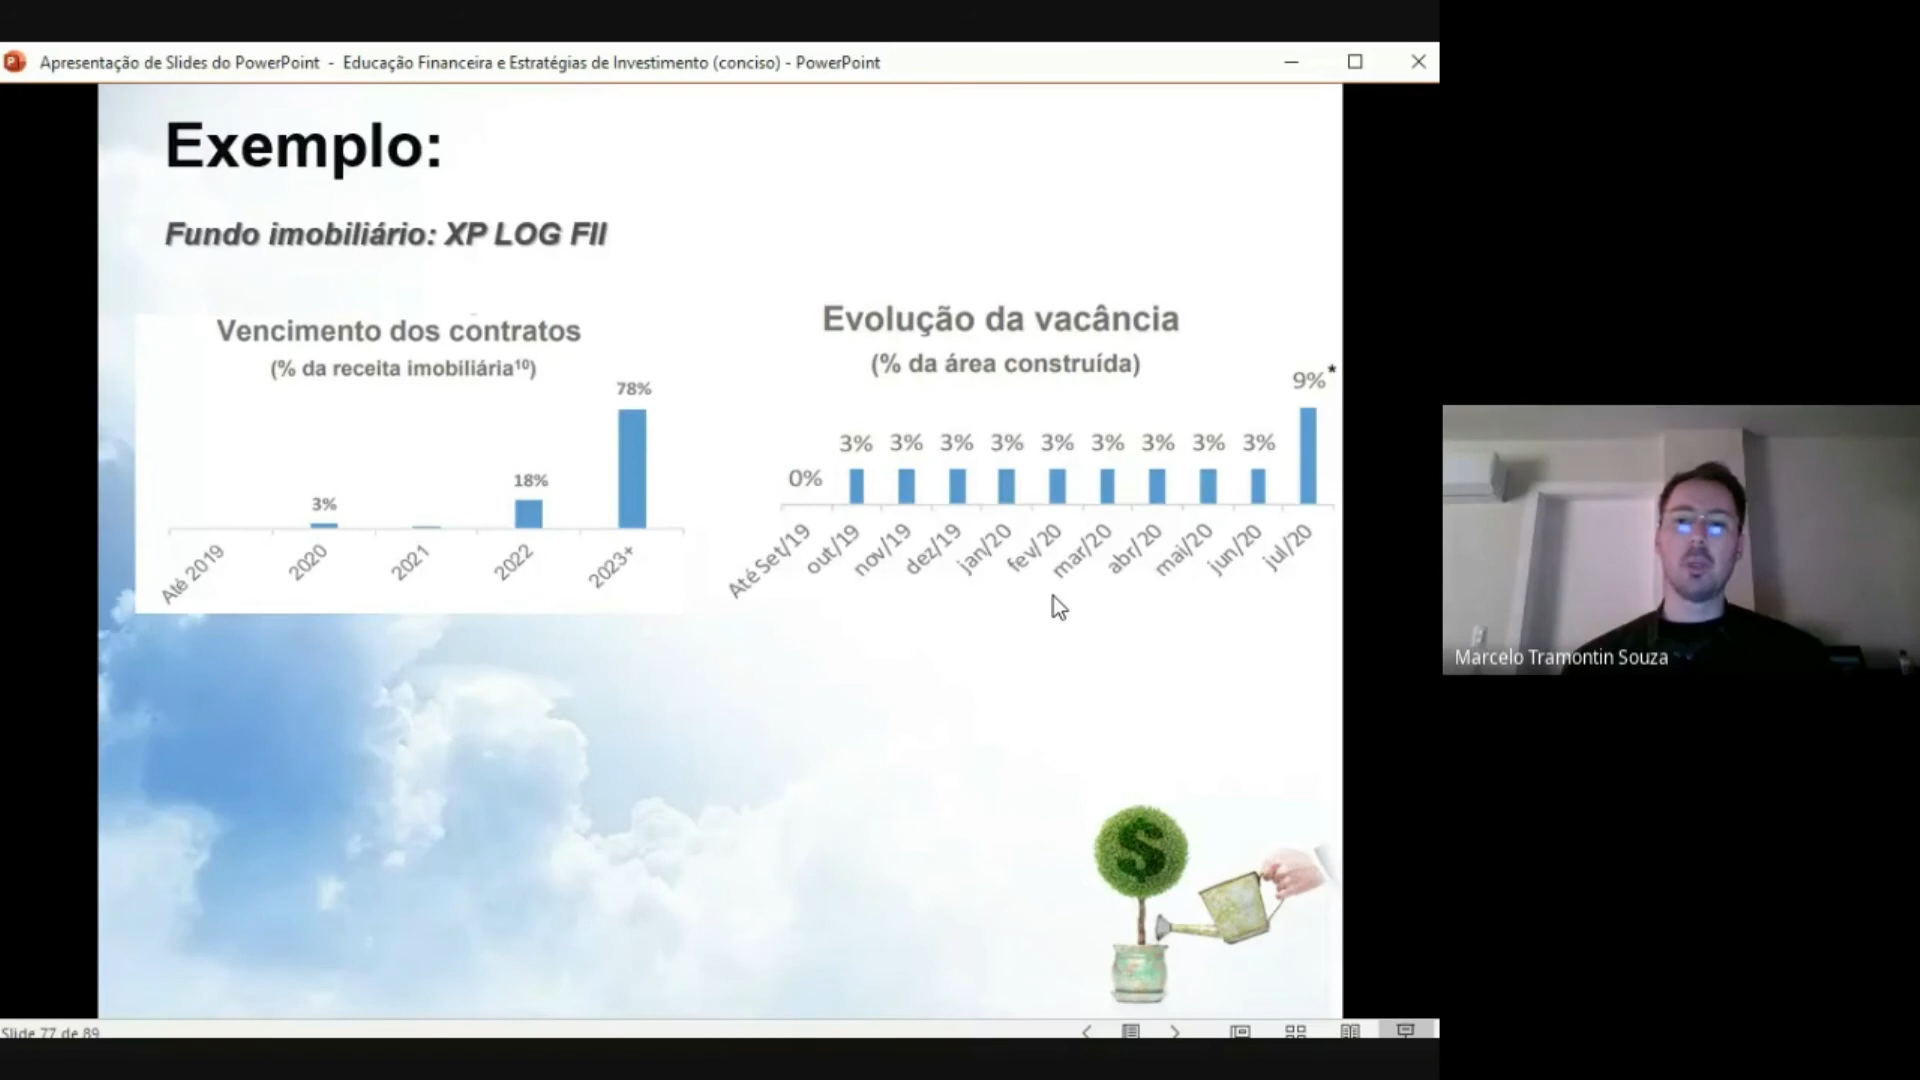 Apresentação de Slides do PowerPoint - Educação Financeira e Estratégias de Investimento (conciso) - PowerPoint
Exemplo:
Fundo imobiliário: XP LOG FII
Vencimento dos contratos
(% da receita imobiliária¹⁰)
3%
18%
78%
Até 2019
2020
2021
2022
2023+
Evolução da vacância
(% da área construída)
0%
3%
3%
3%
3%
3%
3%
3%
3%
3%
9%*
Até Set/19
out/19
nov/19
dez/19
jan/20
fev/20
mar/20
abr/20
mai/20
jun/20
jul/20
$
Marcelo Tramontin Souza
Slide 77 de 89